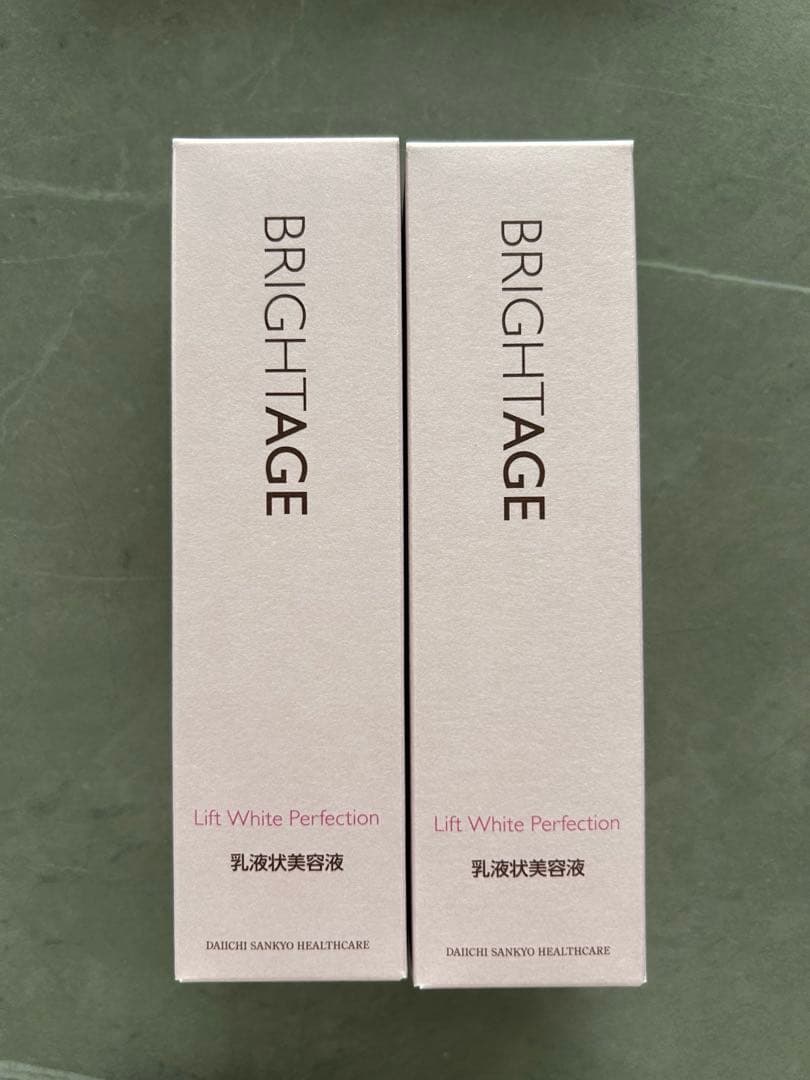 BRIGHTAGE
Lift White Perfection
乳液状美容液
DAIICHI SANKYO HEALTHCARE
BRIGHTAGE
Lift White Perfection
乳液状美容液
DAIICHI SANKYO HEALTHCARE